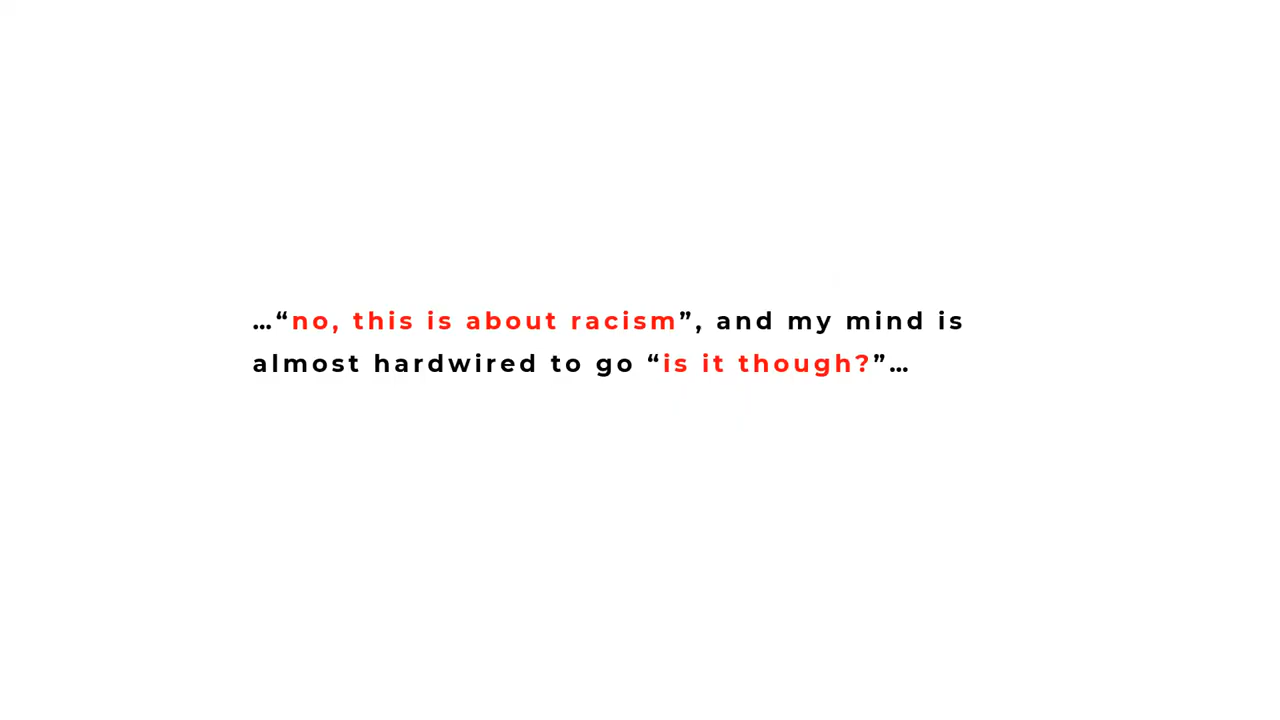 …“no, this is about racism”, and my mind is
almost hardwired to go “is it though?”…